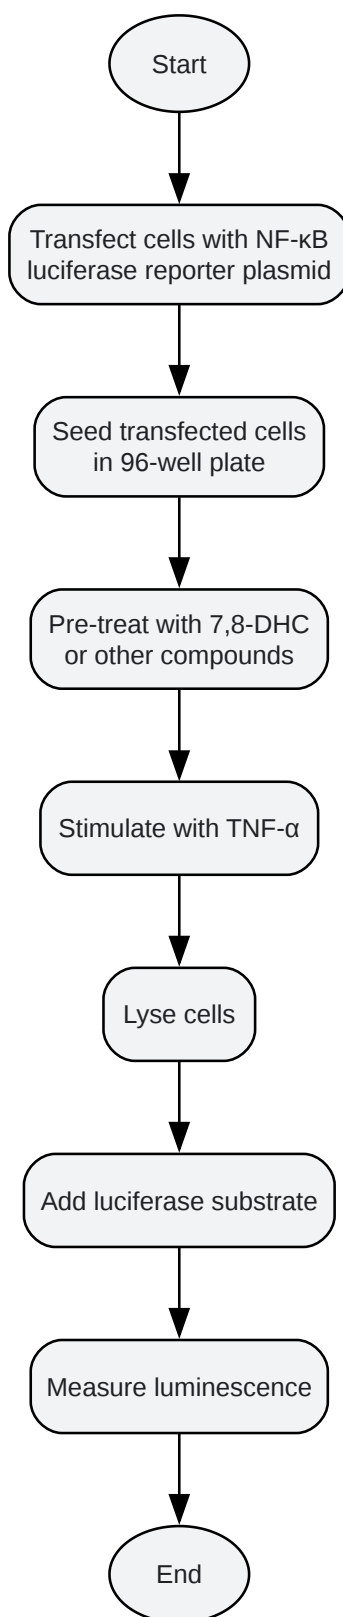 Start
Transfect cells with NF-κB
luciferase reporter plasmid
Seed transfected cells
in 96-well plate
Pre-treat with 7,8-DHC
or other compounds
Stimulate with TNF-α
Lyse cells
Add luciferase substrate
Measure luminescence
End